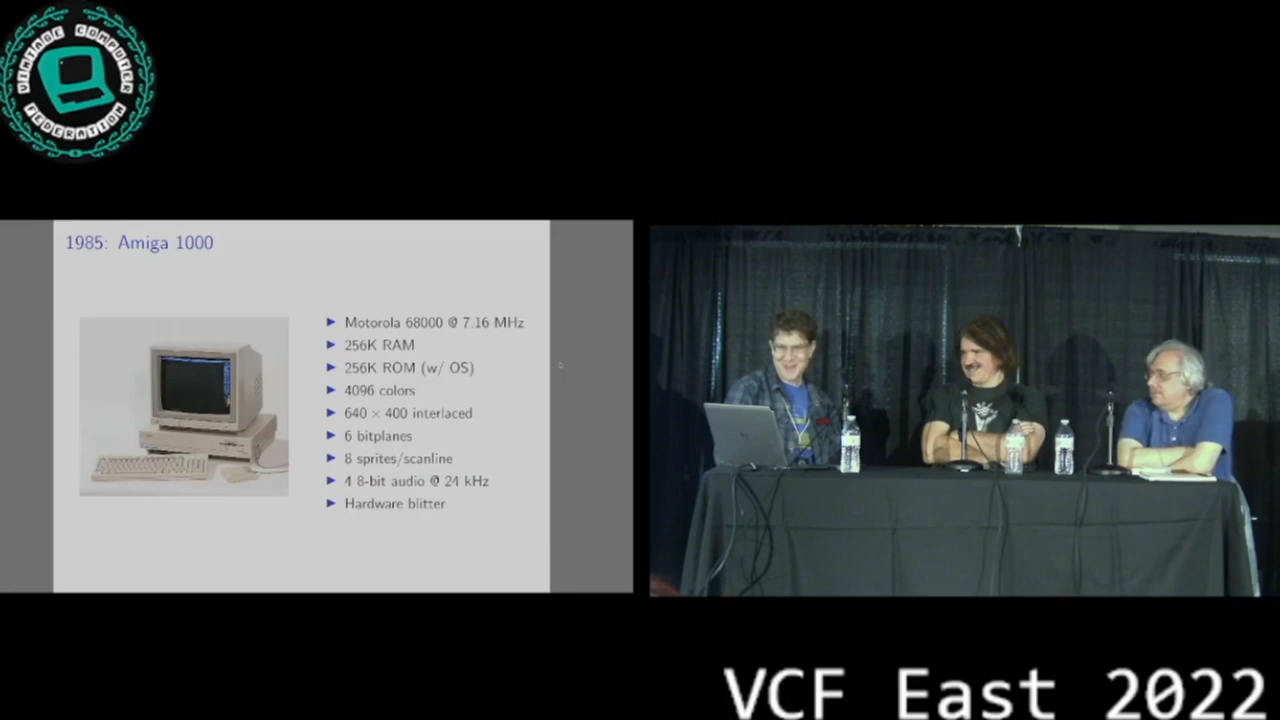 VINTAGE COMPUTER
FEDERATION
1985: Amiga 1000
Motorola 68000 @ 7.16 MHz
256K RAM
256K ROM (w/ OS)
4096 colors
640 × 400 interlaced
6 bitplanes
8 sprites/scanline
4 8-bit audio @ 24 kHz
Hardware blitter
VCF East 2022